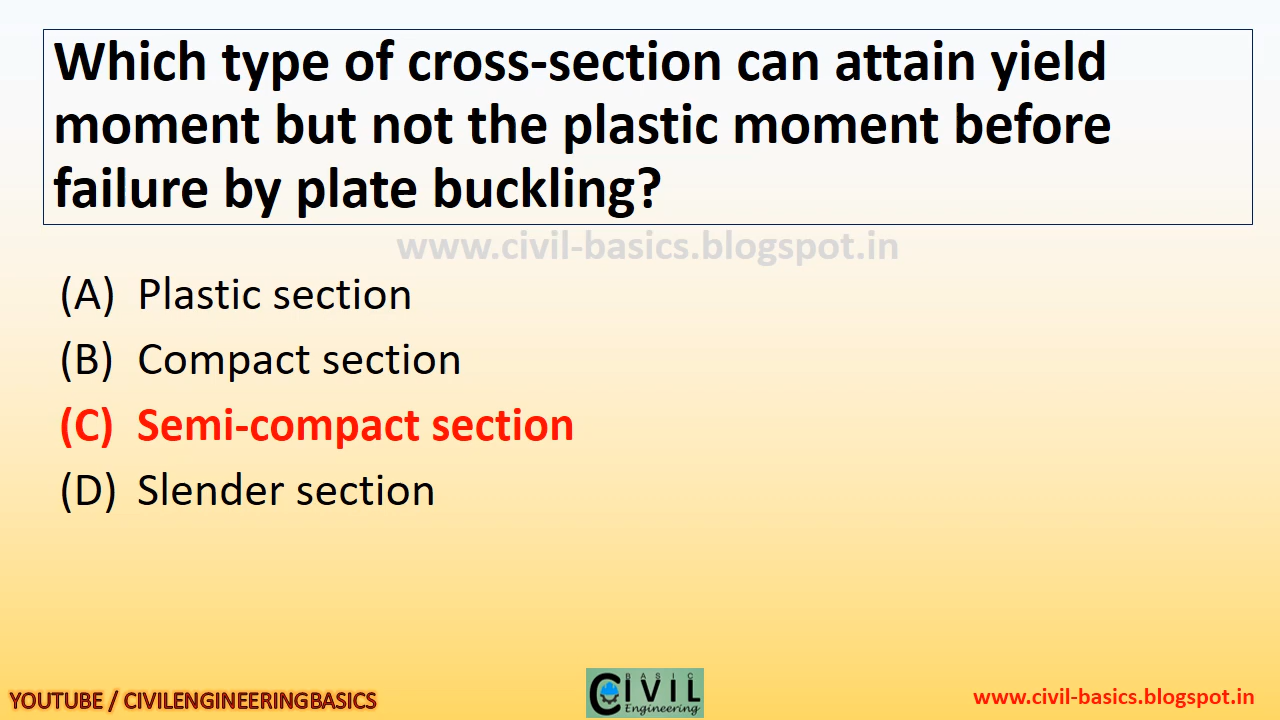 Which type of cross-section can attain yield
moment but not the plastic moment before
failure by plate buckling?
www.civil-basics.blogspot.in
(A) Plastic section
(B) Compact section
(C) Semi-compact section
(D) Slender section
YOUTUBE / CIVILENGINEERINGBASICS
BASIC
CIVIL
Engineering
www.civil-basics.blogspot.in